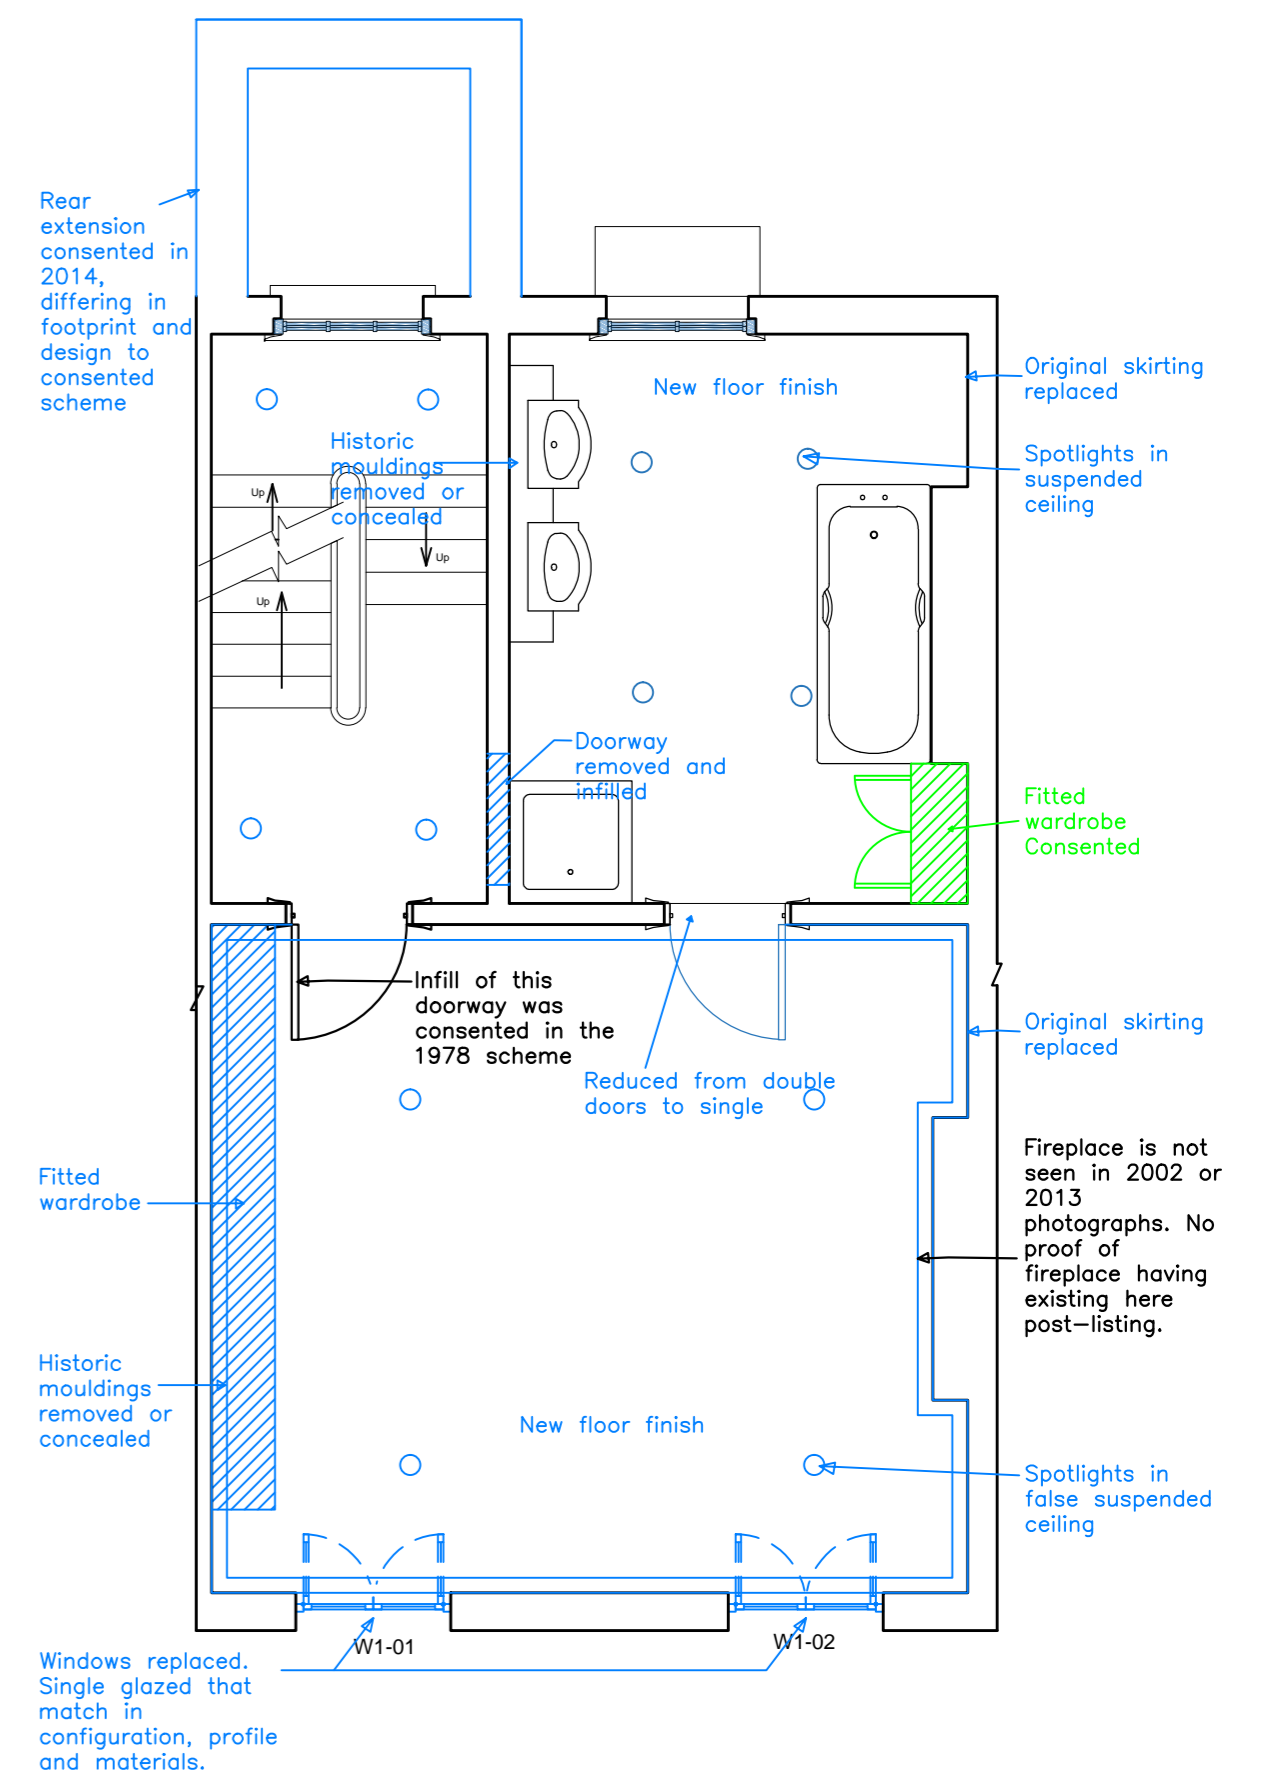 Rear
extension
consented in
2014,
differing in
footprint and
design to
consented
scheme
Original skirting
replaced
New floor finish
Historic
mouldings
removed or
concealed
Spotlights in
suspended
ceiling
Up
Up
Up
Doorway
removed and
infilled
Fitted
wardrobe
Consented
Infill of this
doorway was
consented in the
1978 scheme
Original skirting
replaced
Reduced from double
doors to single
Fireplace is not
seen in 2002 or
2013
photographs. No
proof of
fireplace having
existing here
post-listing.
Fitted
wardrobe
Historic
mouldings
removed or
concealed
New floor finish
Spotlights in
false suspended
ceiling
W1-01
W1-02
Windows replaced.
Single glazed that
match in
configuration, profile
and materials.